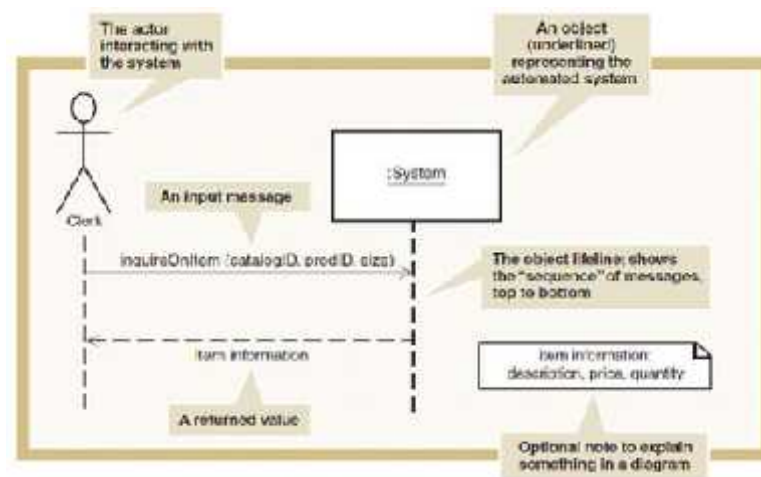 The actor
interacting with
the system
An object
(underlined)
representing the
automated system
:System
An input message
Clerk
inquireOnItem (catalogID, prodID, size)
The object lifeline: shows
the "sequence" of messages,
top to bottom
Item information
Item information:
description, price, quantity
A returned value
Optional note to explain
something in a diagram